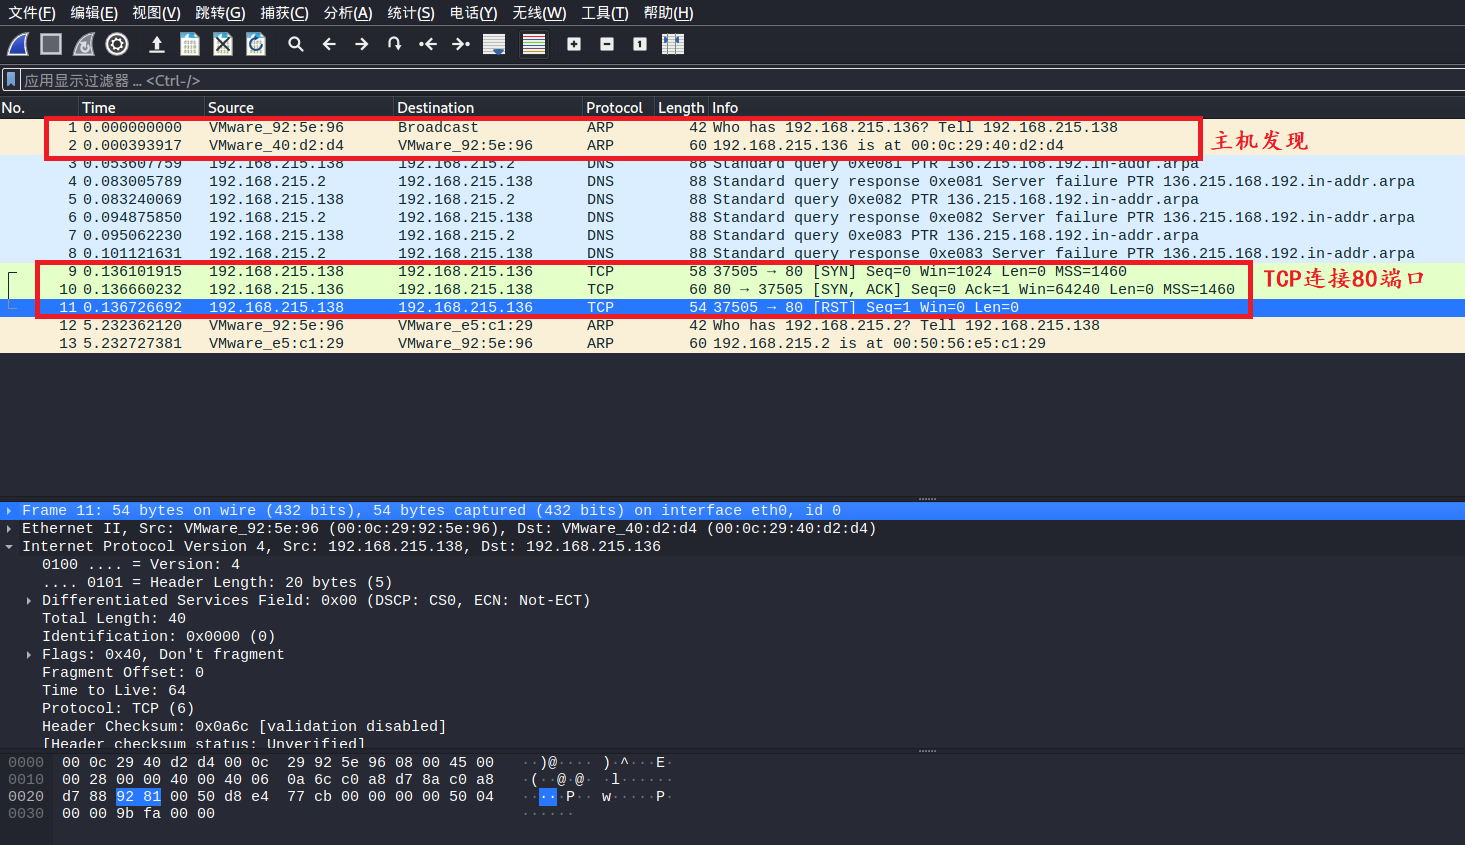 文件(F) 编辑(E) 视图(V) 跳转(G) 捕获(C) 分析(A) 统计(S) 电话(Y) 无线(W) 工具(T) 帮助(H)
应用显示过滤器 … <Ctrl-/>
No. Time Source Destination Protocol Length Info
1 0.000000000 VMware_92:5e:96 Broadcast ARP 42 Who has 192.168.215.136? Tell 192.168.215.138
主机发现
2 0.000393917 VMware_40:d2:d4 VMware_92:5e:96 ARP 60 192.168.215.136 is at 00:0c:29:40:d2:d4
3 0.053607759 192.168.215.138 192.168.215.2 DNS 88 Standard query 0xe081 PTR 136.215.168.192.in-addr.arpa
4 0.083005789 192.168.215.2 192.168.215.138 DNS 88 Standard query response 0xe081 Server failure PTR 136.215.168.192.in-addr.arpa
5 0.083240069 192.168.215.138 192.168.215.2 DNS 88 Standard query 0xe082 PTR 136.215.168.192.in-addr.arpa
6 0.094875850 192.168.215.2 192.168.215.138 DNS 88 Standard query response 0xe082 Server failure PTR 136.215.168.192.in-addr.arpa
7 0.095062230 192.168.215.138 192.168.215.2 DNS 88 Standard query 0xe083 PTR 136.215.168.192.in-addr.arpa
8 0.101121631 192.168.215.2 192.168.215.138 DNS 88 Standard query response 0xe083 Server failure PTR 136.215.168.192.in-addr.arpa
9 0.136101915 192.168.215.138 192.168.215.136 TCP 58 37505 → 80 [SYN] Seq=0 Win=1024 Len=0 MSS=1460
TCP连接80端口
10 0.136660232 192.168.215.136 192.168.215.138 TCP 60 80 → 37505 [SYN, ACK] Seq=0 Ack=1 Win=64240 Len=0 MSS=1460
11 0.136726692 192.168.215.138 192.168.215.136 TCP 54 37505 → 80 [RST] Seq=1 Win=0 Len=0
12 5.232362120 VMware_92:5e:96 VMware_e5:c1:29 ARP 42 Who has 192.168.215.2? Tell 192.168.215.138
13 5.232727381 VMware_e5:c1:29 VMware_92:5e:96 ARP 60 192.168.215.2 is at 00:50:56:e5:c1:29
Frame 11: 54 bytes on wire (432 bits), 54 bytes captured (432 bits) on interface eth0, id 0
Ethernet II, Src: VMware_92:5e:96 (00:0c:29:92:5e:96), Dst: VMware_40:d2:d4 (00:0c:29:40:d2:d4)
Internet Protocol Version 4, Src: 192.168.215.138, Dst: 192.168.215.136
0100 .... = Version: 4
.... 0101 = Header Length: 20 bytes (5)
Differentiated Services Field: 0x00 (DSCP: CS0, ECN: Not-ECT)
Total Length: 40
Identification: 0x0000 (0)
Flags: 0x40, Don't fragment
Fragment Offset: 0
Time to Live: 64
Protocol: TCP (6)
Header Checksum: 0x0a6c [validation disabled]
[Header checksum status: Unverified]
0000 00 0c 29 40 d2 d4 00 0c 29 92 5e 96 08 00 45 00 ··)@···· )·^···E·
0010 00 28 00 00 40 00 40 06 0a 6c c0 a8 d7 8a c0 a8 ·(··@·@· ·l······
0020 d7 88 92 81 00 50 d8 e4 77 cb 00 00 00 00 50 04 ·····P·· w·····P·
0030 00 00 9b fa 00 00 ······